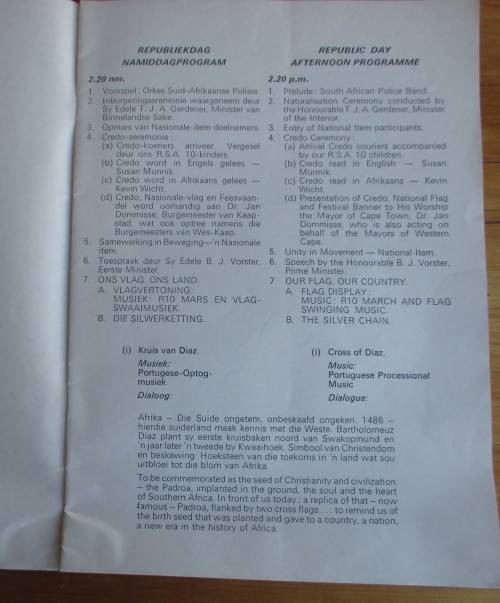 REPUBLIEKDAG
NAMIDDAGPROGRAM
2.20 nm.
1. Voorspel: Orkes Suid-Afrikaanse Polisie.
2. Inburgeringseremonie waargeneem deur
Sy Edele T. J. A. Gerdener, Minister van
Binnelandse Sake.
3. Opmars van Nasionale-item deelnemers.
4. Credo-seremonie:
(a) Credo-koeriers arriveer. Vergesel
deur ons R.S.A. 10-kinders.
(b) Credo word in Engels gelees —
Susan Munnik.
(c) Credo word in Afrikaans gelees —
Kevin Wicht.
(d) Credo, Nasionale-vlag en Feesvaan-
del word oorhandig aan Dr. Jan
Dommisse, Burgemeester van Kaap-
stad, wat ook optree namens die
Burgemeesters van Wes-Kaap.
5. Samewerking in Beweging—'n Nasionale
item.
6. Toespraak deur Sy Edele B. J. Vorster,
Eerste Minister.
7. ONS VLAG. ONS LAND.
A. VLAGVERTONING:
MUSIEK: R10 MARS EN VLAG-
SWAAIMUSIEK.
B. DIE SILWERKETTING.
(i) Kruis van Diaz.
Musiek:
Portugese-Optog-
musiek
Dialoog:
REPUBLIC DAY
AFTERNOON PROGRAMME
2.20 p.m.
1. Prelude: South African Police Band.
2. Naturalisation Ceremony conducted by
the Honourable T. J. A. Gerdener, Minister
of the Interior.
3. Entry of National Item participants.
4. Credo Ceremony:
(a) Arrival Credo couriers accompanied
by our R.S.A. 10 children.
(b) Credo read in English — Susan
Munnik.
(c) Credo read in Afrikaans — Kevin
Wicht.
(d) Presentation of Credo, National Flag
and Festival Banner to His Worship
the Mayor of Cape Town, Dr. Jan
Dommisse, who is also acting on
behalf of the Mayors of Western
Cape.
5. Unity in Movement — National Item.
6. Speech by the Honourable B. J. Vorster,
Prime Minister.
7. OUR FLAG. OUR COUNTRY.
A. FLAG DISPLAY:
MUSIC: R10 MARCH AND FLAG
SWINGING MUSIC.
B. THE SILVER CHAIN.
(i) Cross of Diaz.
Music:
Portuguese Processional
Music
Dialogue:
Afrika – Die Suide ongetem, onbeskaafd ongeken. 1486 –
hierdie suiderland maak kennis met die Weste. Bartholomeuz
Diaz plant sy eerste kruisbaken noord van Swakopmund en
'n jaar later 'n tweede by Kwaaihoek. Simbool van Christendom
en beskawing. Hoeksteen van die toekoms in 'n land wat sou
uitbloei tot die blom van Afrika.
To be commemorated as the seed of Christianity and civilization
– the Padroa, implanted in the ground, the soul and the heart
of Southern Africa. In front of us today; a replica of that – now
famous – Padroa, flanked by two cross flags . . . to remind us of
the birth seed that was planted and gave to a country, a nation,
a new era in the history of Africa.